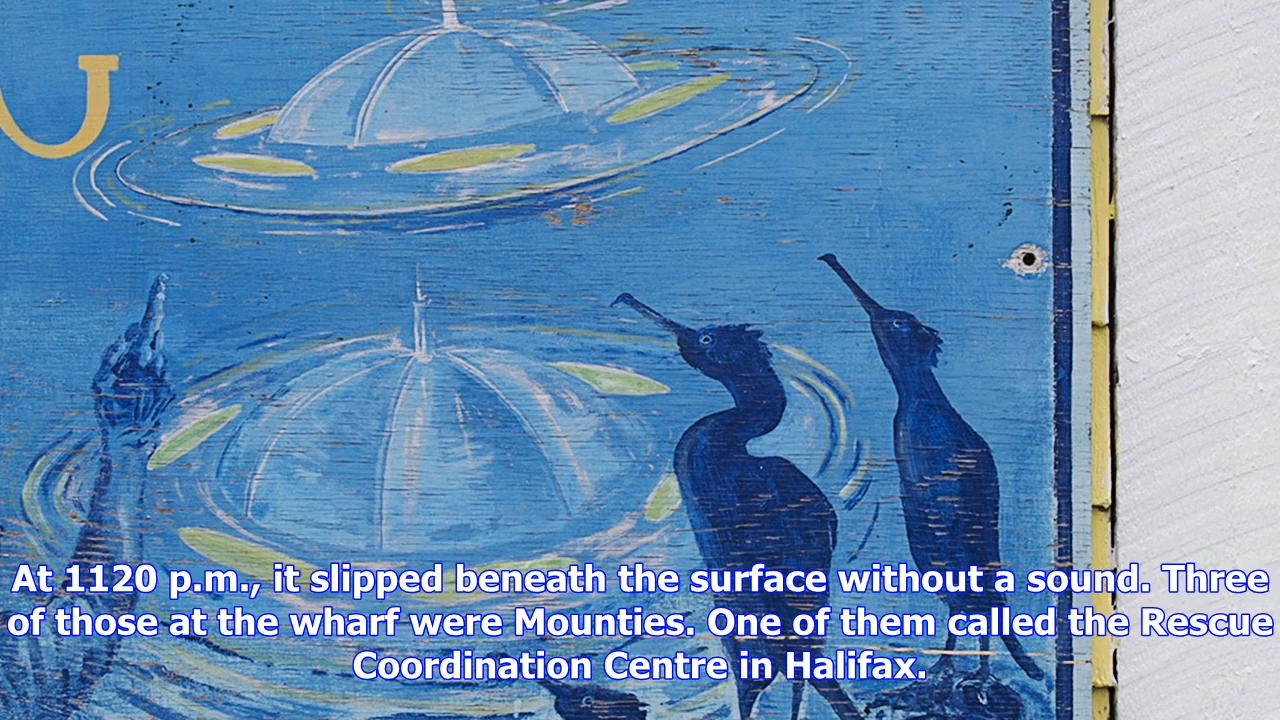 U
At 1120 p.m., it slipped beneath the surface without a sound. Three
of those at the wharf were Mounties. One of them called the Rescue
Coordination Centre in Halifax.